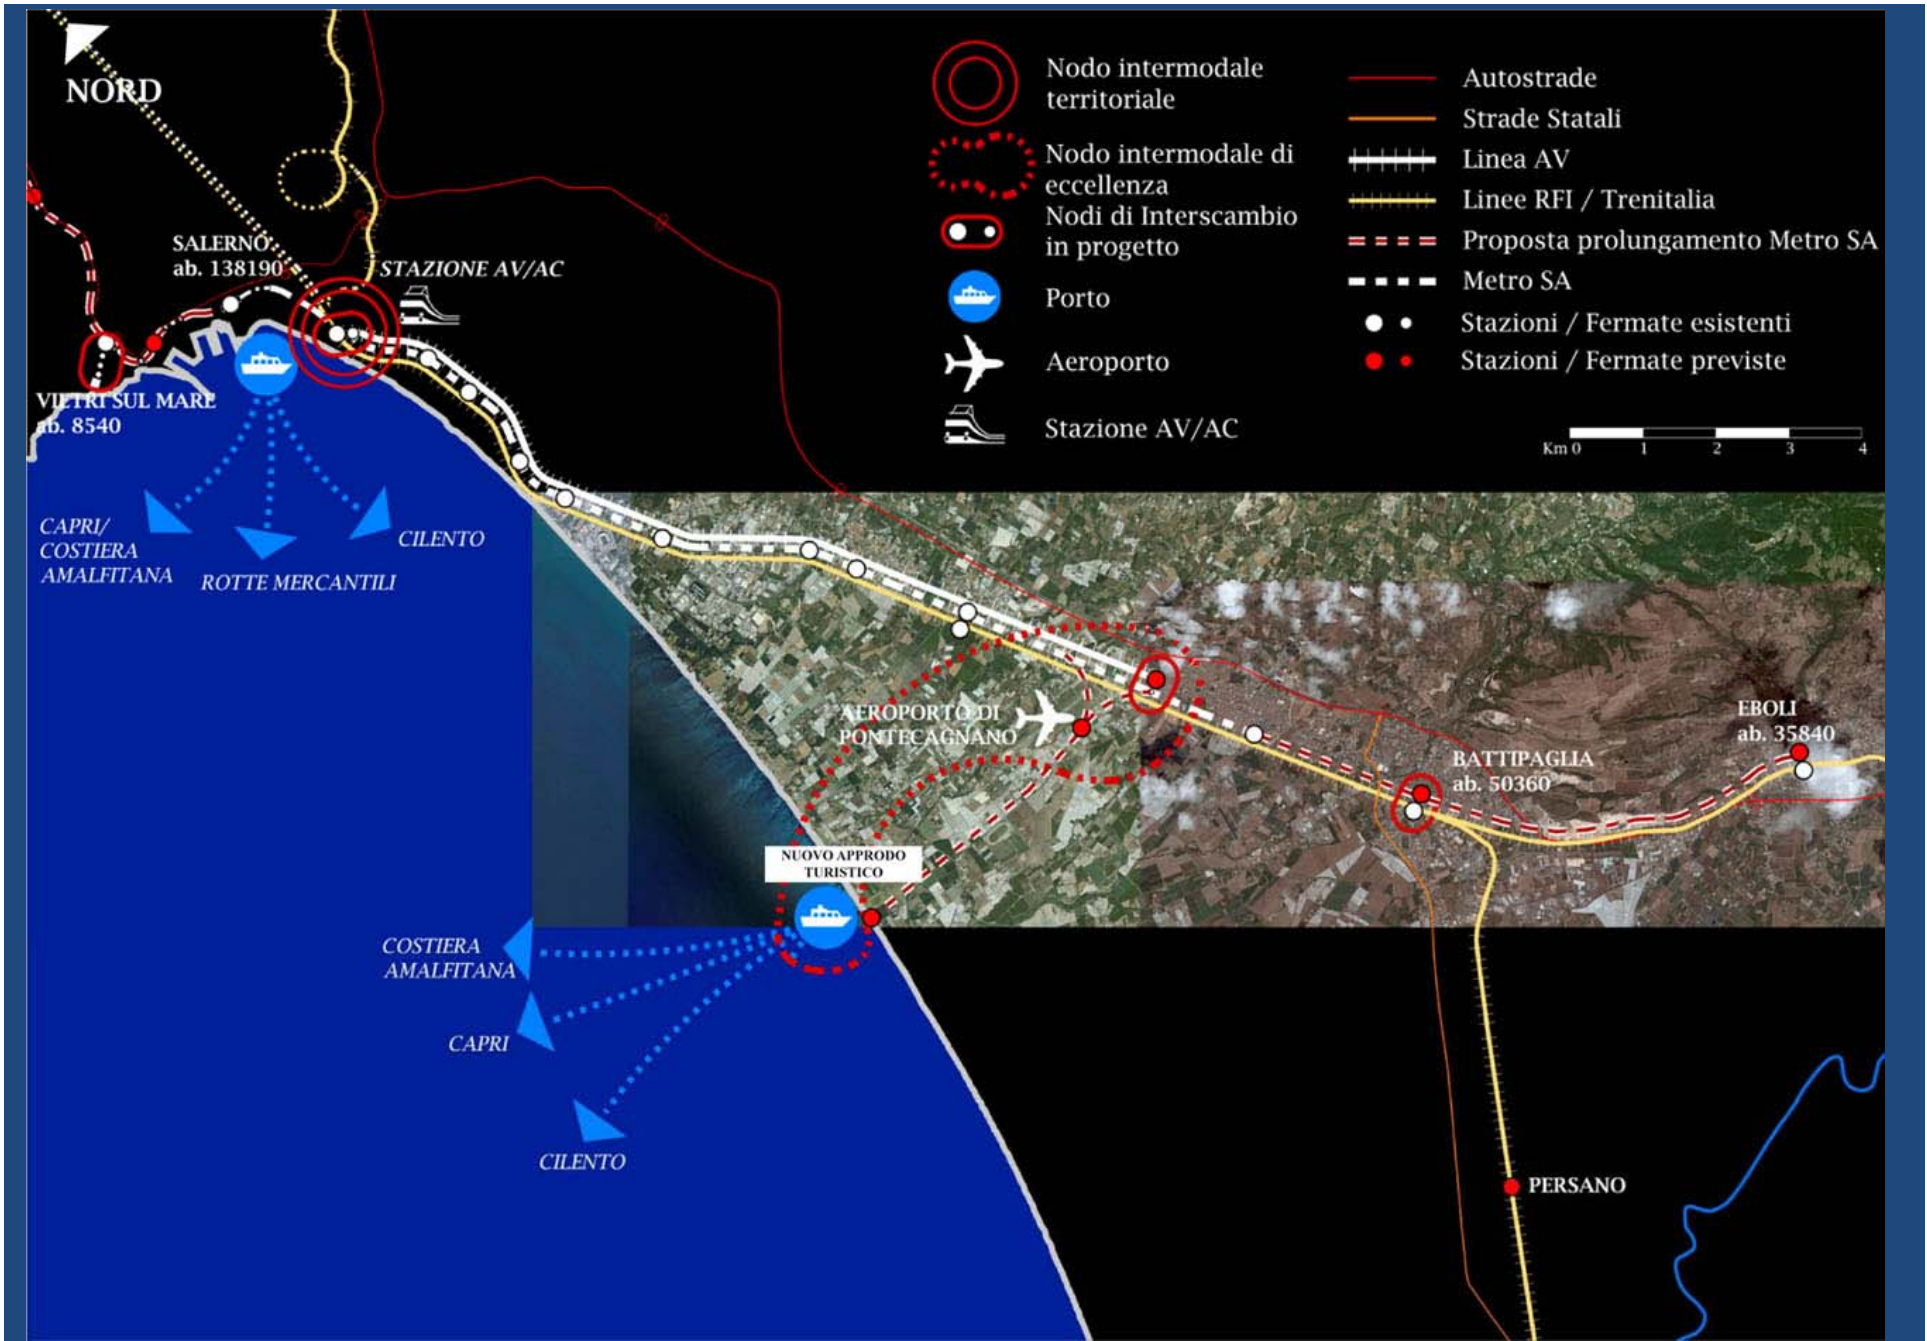 NORD
SALERNO
ab. 138190
STAZIONE AV/AC
VIETRI SUL MARE
ab. 8540
CAPRI/
COSTIERA
AMALFITANA
ROTTE MERCANTILI
CILENTO
Nodo intermodale
territoriale
Nodo intermodale di
eccellenza
Nodi di Interscambio
in progetto
Porto
Aeroporto
Stazione AV/AC
Autostrade
Strade Statali
Linea AV
Linee RFI / Trenitalia
Proposta prolungamento Metro SA
Metro SA
Stazioni / Fermate esistenti
Stazioni / Fermate previste
Km 0 1 2 3 4
AEROPORTO DI
PONTECAGNANO
EBOLI
ab. 35840
BATTIPAGLIA
ab. 50360
NUOVO APPRODO
TURISTICO
COSTIERA
AMALFITANA
CAPRI
CILENTO
PERSANO